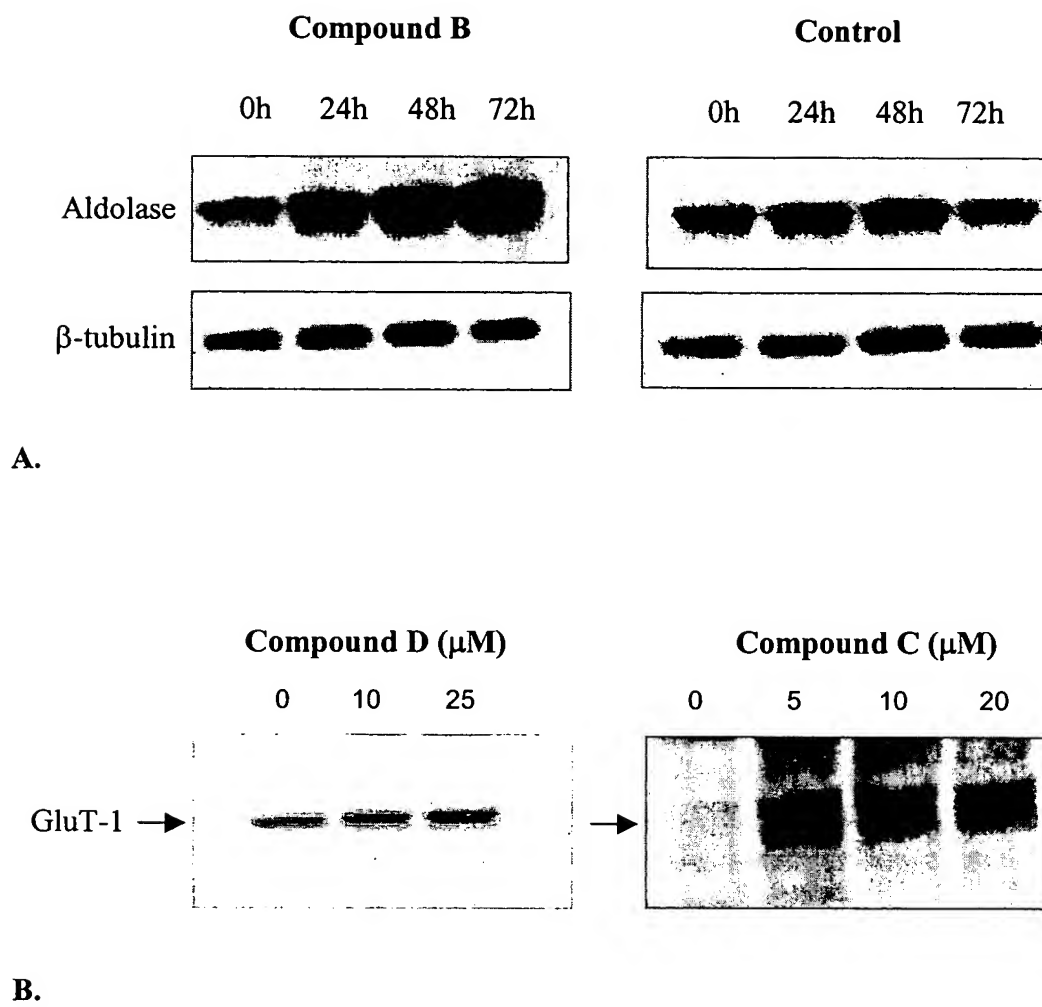 Compound B Control
0h 24h 48h 72h 0h 24h 48h 72h
Aldolase
β-tubulin
A.
Compound D (μM) Compound C (μM)
0 10 25 0 5 10 20
GluT-1
B.